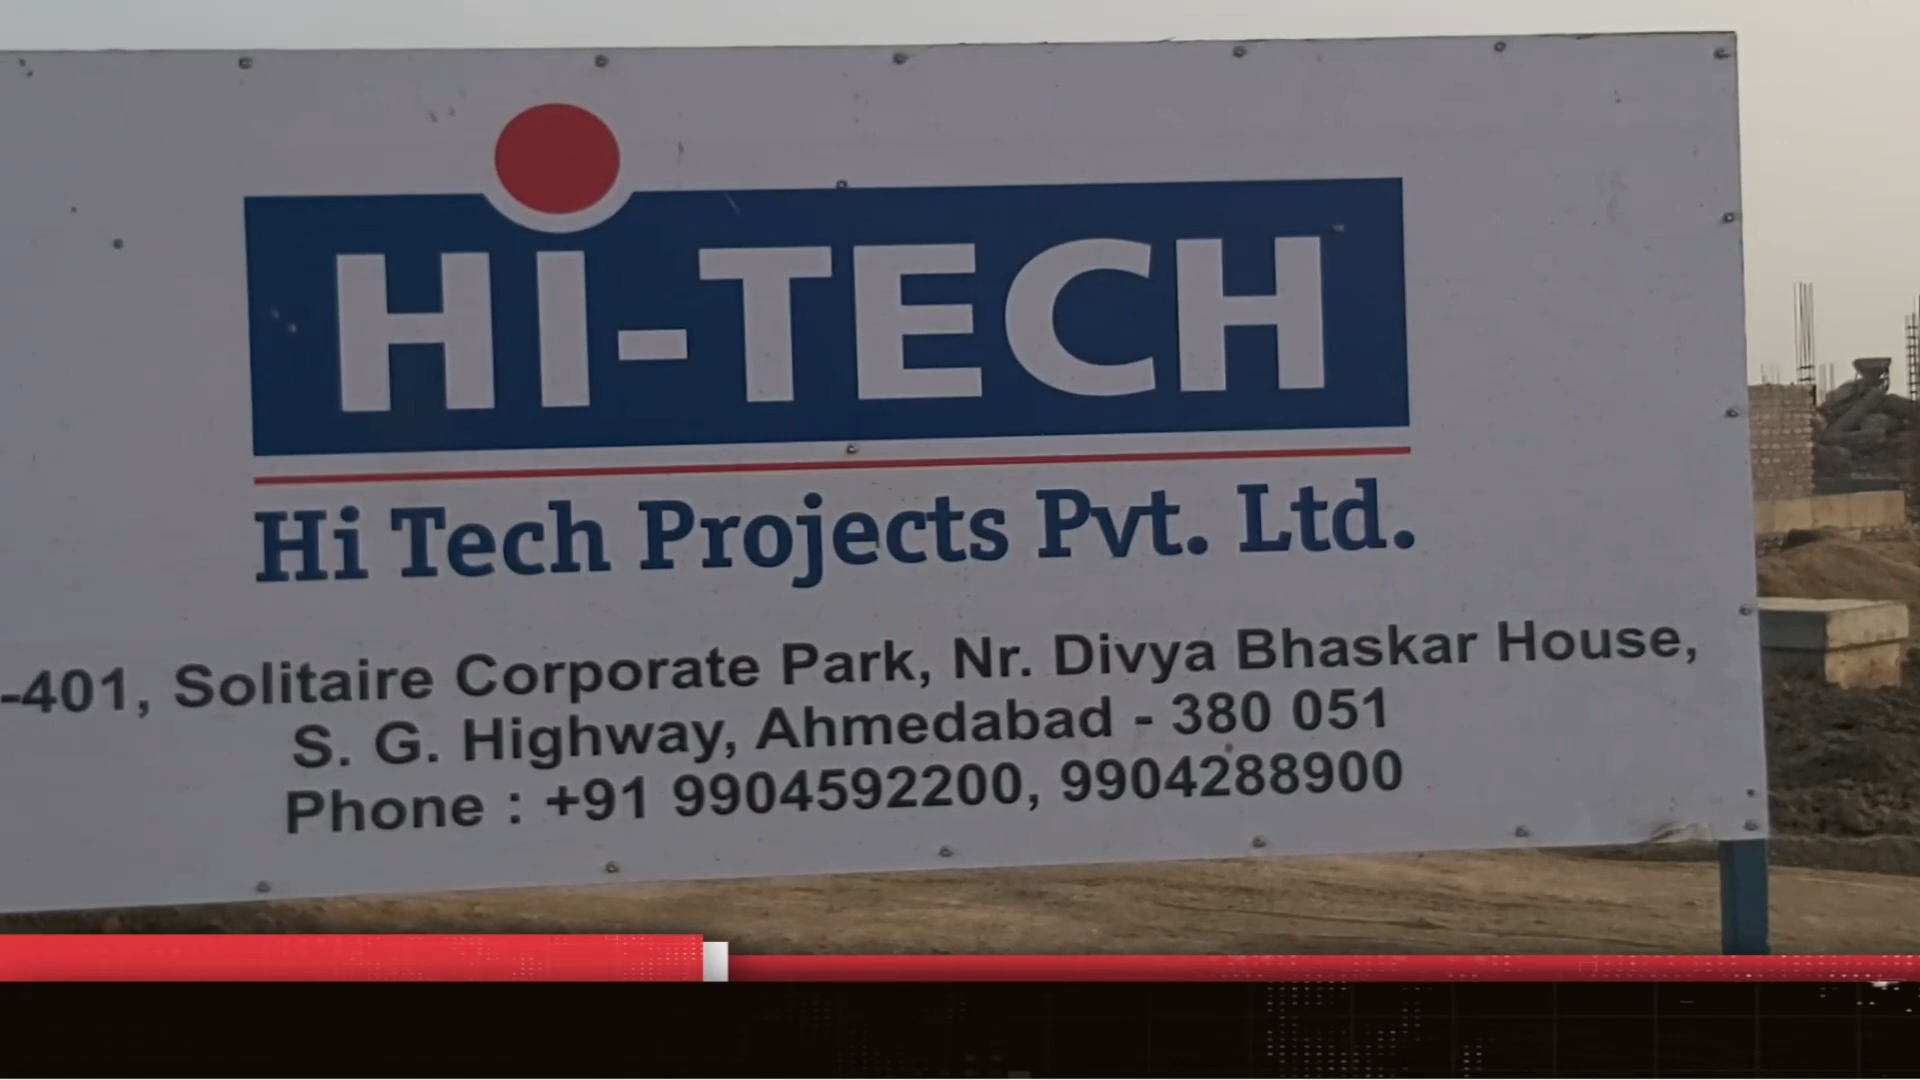 HI-TECH
Hi Tech Projects Pvt. Ltd.
-401, Solitaire Corporate Park, Nr. Divya Bhaskar House,
S. G. Highway, Ahmedabad - 380 051
Phone : +91 9904592200, 9904288900